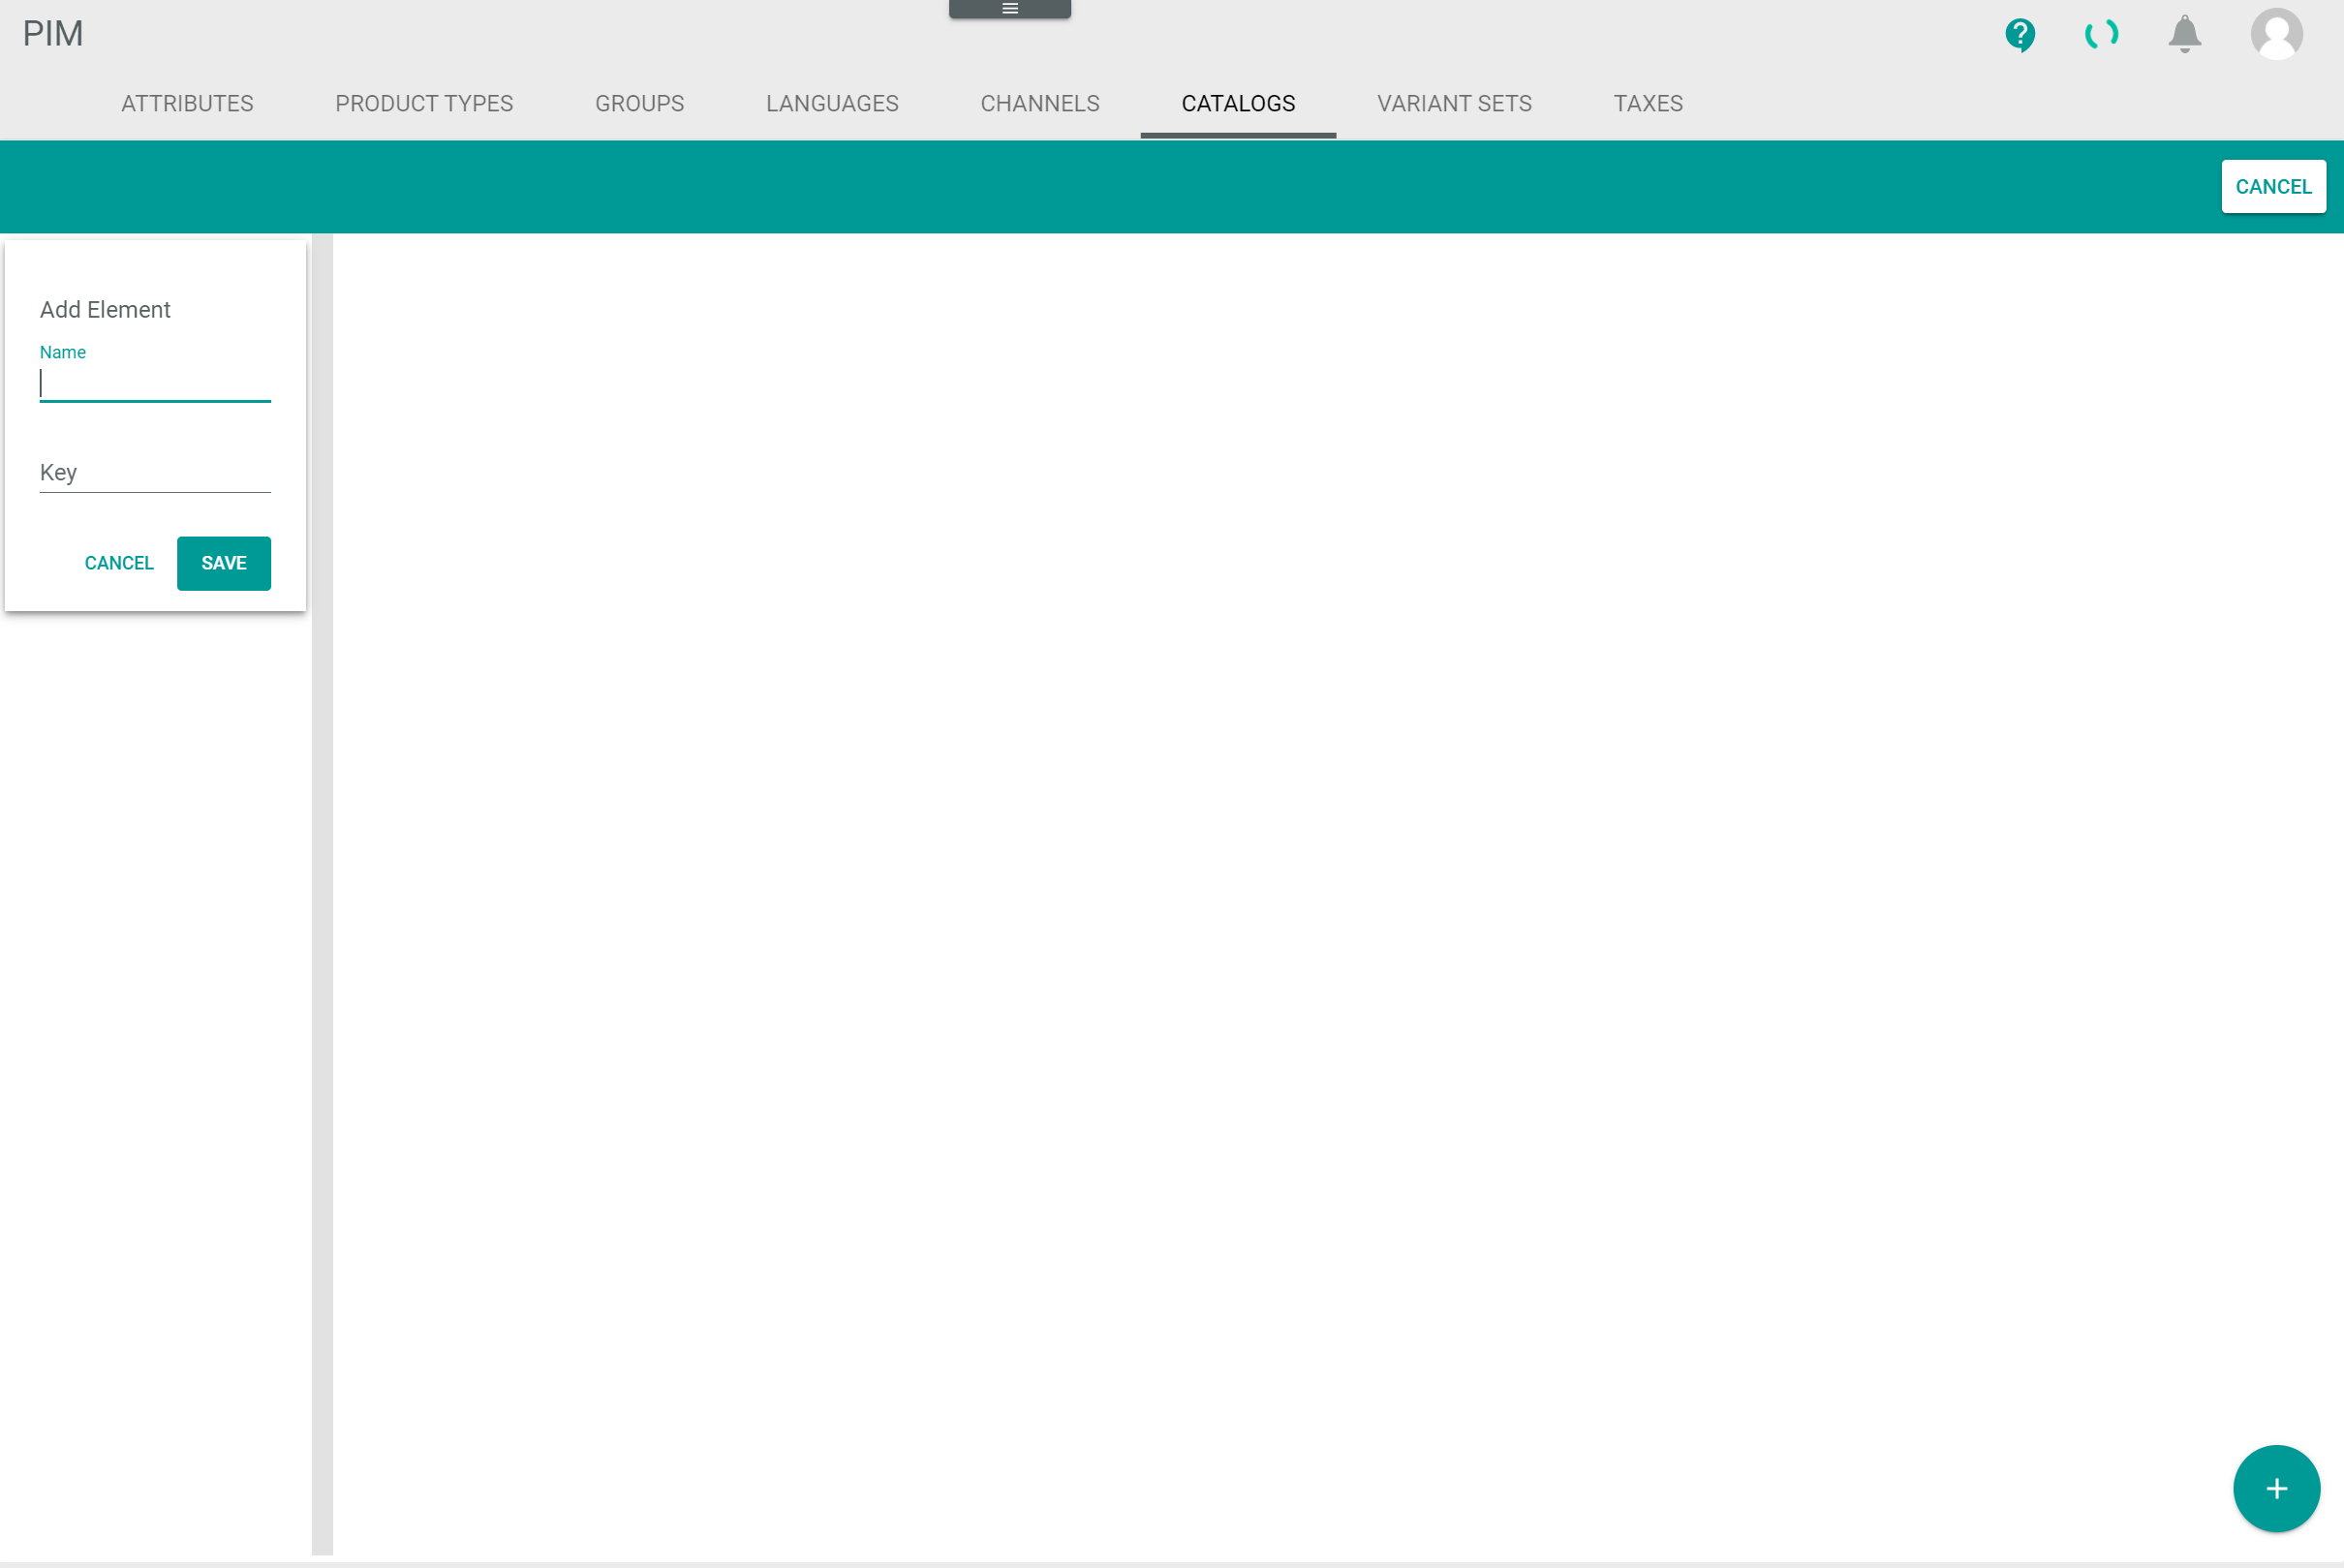 PIM
ATTRIBUTES PRODUCT TYPES GROUPS LANGUAGES CHANNELS CATALOGS VARIANT SETS TAXES
CANCEL
Add Element
Name
Key
CANCEL SAVE